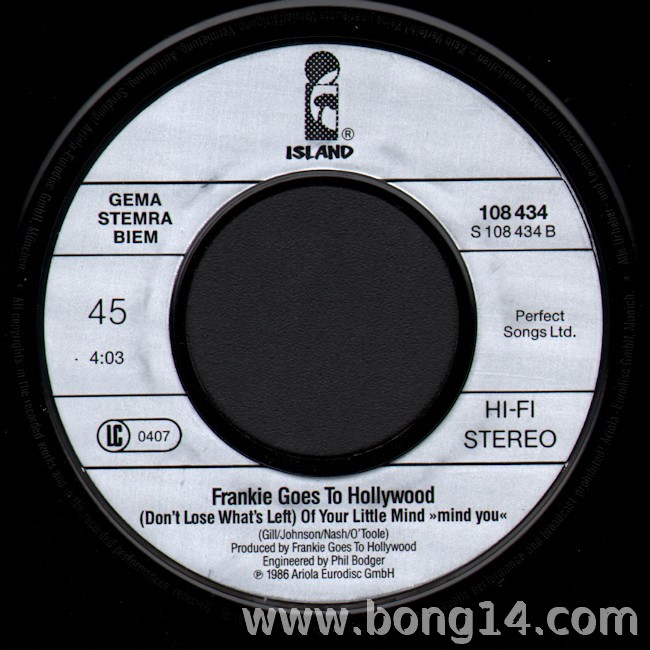 ISLAND ®
GEMA
STEMRA
BIEM
108 434
S 108 434 B
45
4:03
Perfect
Songs Ltd.
LC 0407
HI-FI
STEREO
Frankie Goes To Hollywood
(Don't Lose What's Left) Of Your Little Mind »mind you«
(Gill/Johnson/Nash/O'Toole)
Produced by Frankie Goes To Hollywood
Engineered by Phil Bodger
℗ 1986 Ariola Eurodisc GmbH
www.bong14.com